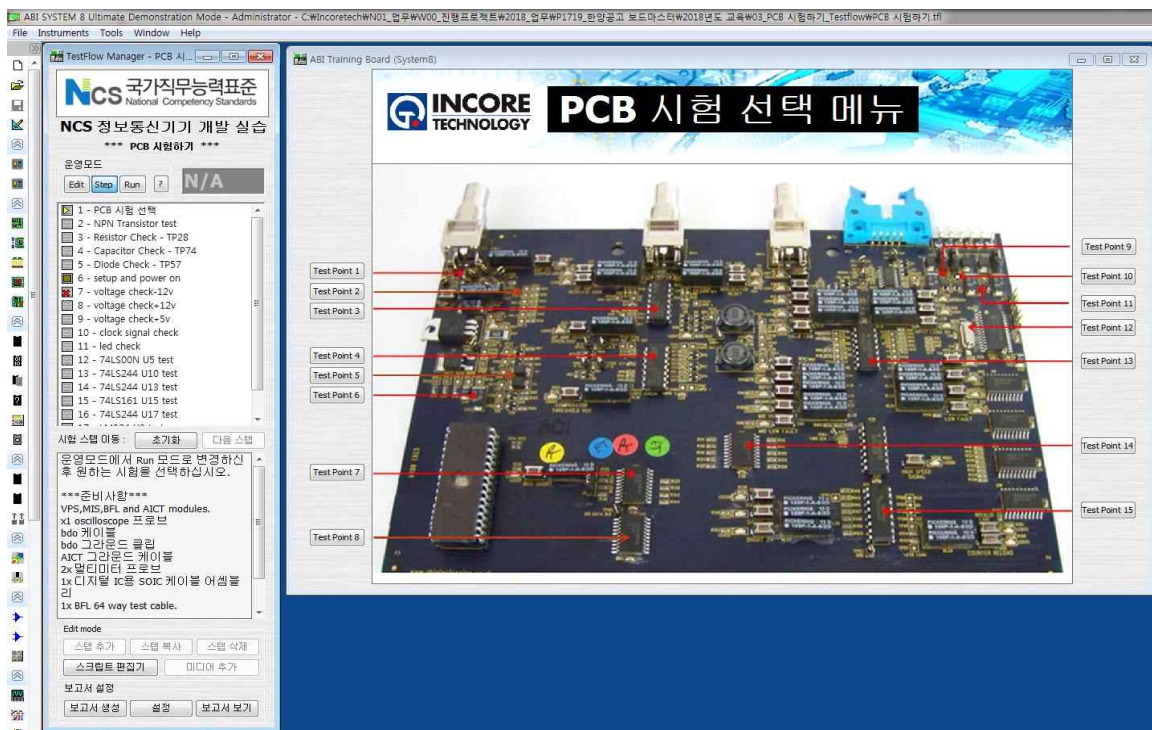 ABI SYSTEM 8 Ultimate Demonstration Mode - Administrator - C:₩Incoretech₩N01_업무₩W00_진행프로젝트₩2018_업무₩P1719_한양공고 보드마스터₩2018년도 교육₩03_PCB 시험하기_Testflow₩PCB 시험하기.tfl
File Instruments Tools Window Help
TestFlow Manager - PCB 시...
NCS 국가직무능력표준
National Competency Standards
NCS 정보통신기기 개발 실습
*** PCB 시험하기 ***
운영모드
Edit Step Run ? N/A
1 - PCB 시험 선택
2 - NPN Transistor test
3 - Resistor Check - TP28
4 - Capacitor Check - TP74
5 - Diode Check - TP57
6 - setup and power on
7 - voltage check-12v
8 - voltage check+12v
9 - voltage check+5v
10 - clock signal check
11 - led check
12 - 74LS00N U5 test
13 - 74LS244 U10 test
14 - 74LS244 U13 test
15 - 74LS161 U15 test
16 - 74LS244 U17 test
시험 스텝 이동 : 초기화 다음 스텝
운영모드에서 Run 모드로 변경하신
후 원하는 시험을 선택하십시오.
***준비사항***
VPS,MIS,BFL and AICT modules.
x1 oscilloscope 프로브
bdo 케이블
bdo 그라운드 클립
AICT 그라운드 케이블
2x 멀티미터 프로브
1x 디지털 IC용 SOIC 케이블 어셈블
리
1x BFL 64 way test cable.
Edit mode
스텝 추가 스텝 복사 스텝 삭제
스크립트 편집기 미디어 추가
보고서 설정
보고서 생성 설정 보고서 보기
ABI Training Board (System8)
INCORE
TECHNOLOGY
PCB 시험 선택 메뉴
Test Point 1
Test Point 2
Test Point 3
Test Point 4
Test Point 5
Test Point 6
Test Point 7
Test Point 8
Test Point 9
Test Point 10
Test Point 11
Test Point 12
Test Point 13
Test Point 14
Test Point 15